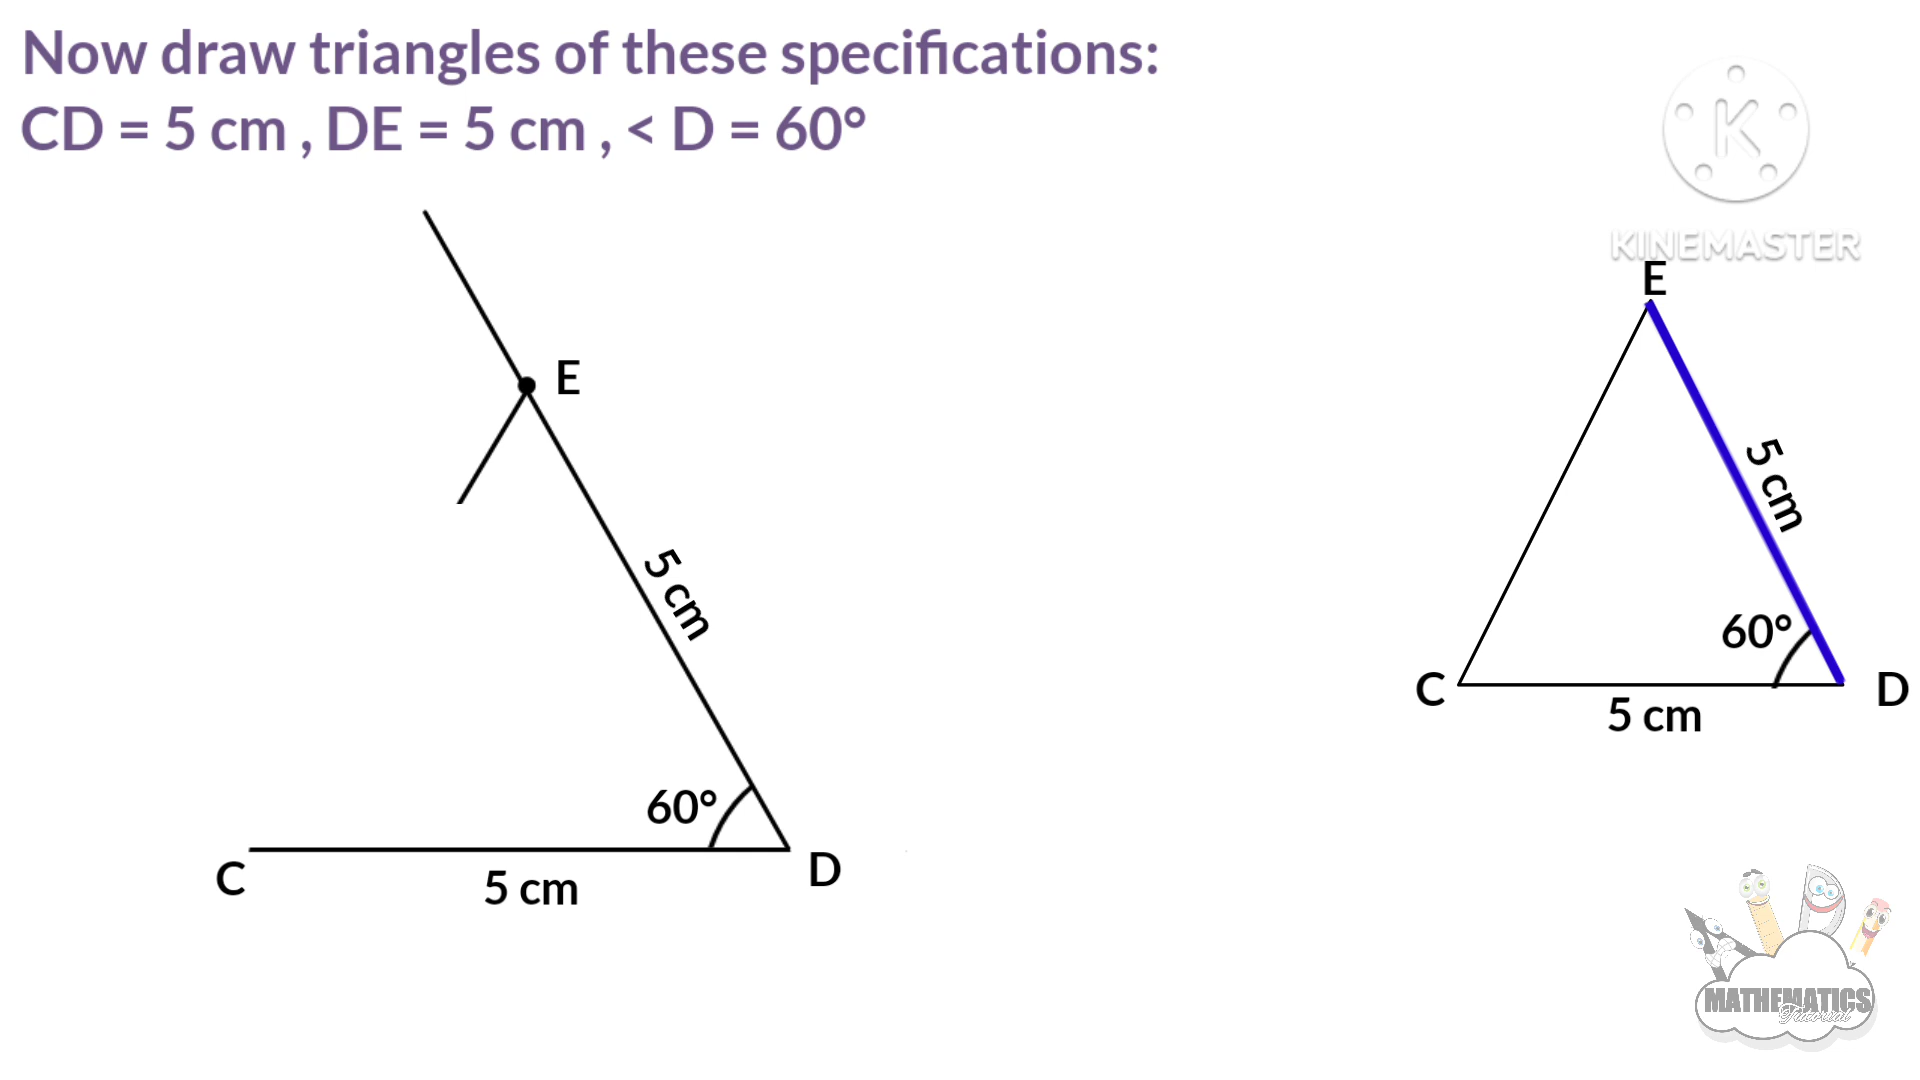 Now draw triangles of these specifications:
CD = 5 cm , DE = 5 cm , < D = 60°
KINEMASTER
E
5 cm
60°
C
5 cm
D
E
5 cm
60°
C
5 cm
D
MATHEMATICS
Tutorial